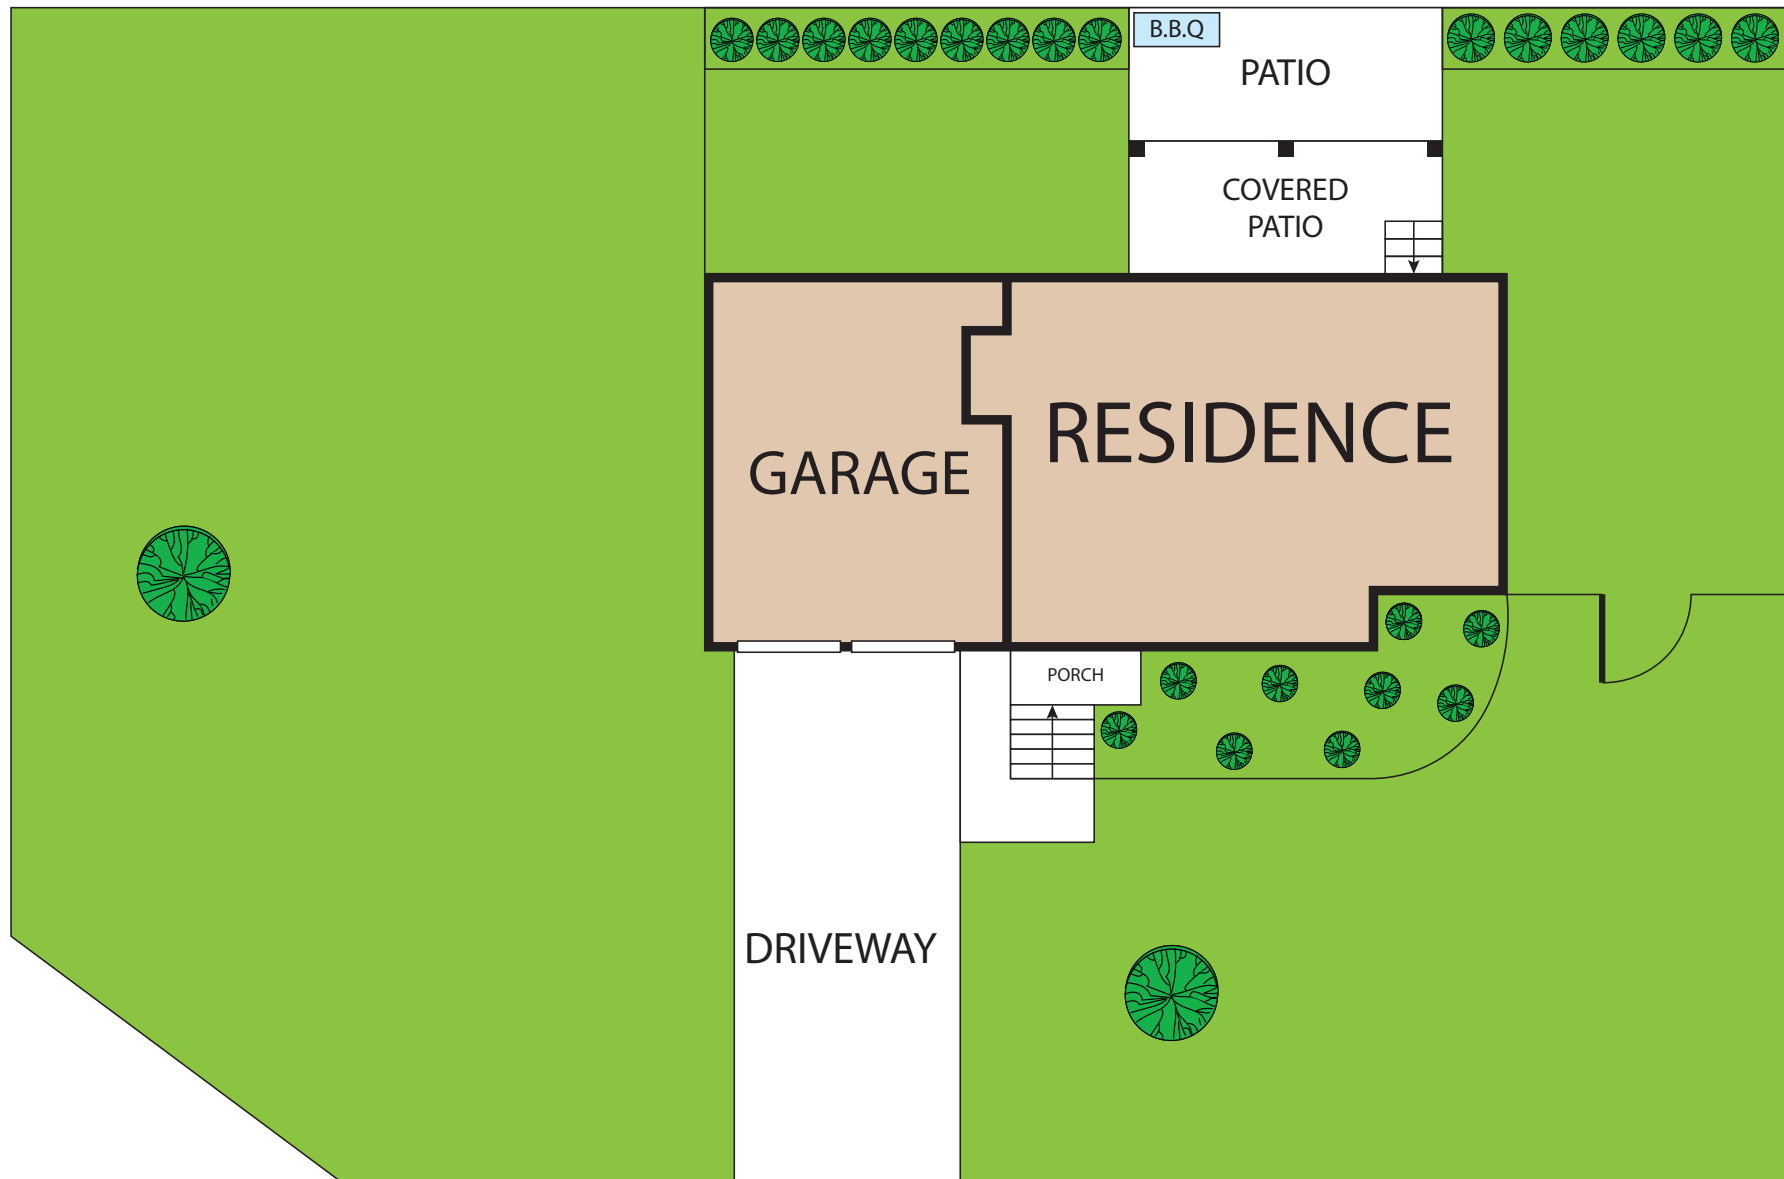 B.B.Q
PATIO
COVERED
PATIO
RESIDENCE
GARAGE
PORCH
DRIVEWAY